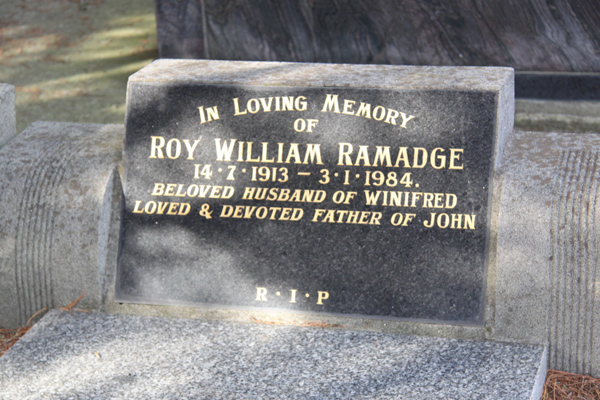 In Loving Memory
OF
ROY WILLIAM RAMADGE
14·7·1913 – 3·1·1984.
BELOVED HUSBAND OF WINIFRED
LOVED & DEVOTED FATHER OF JOHN
R·I·P